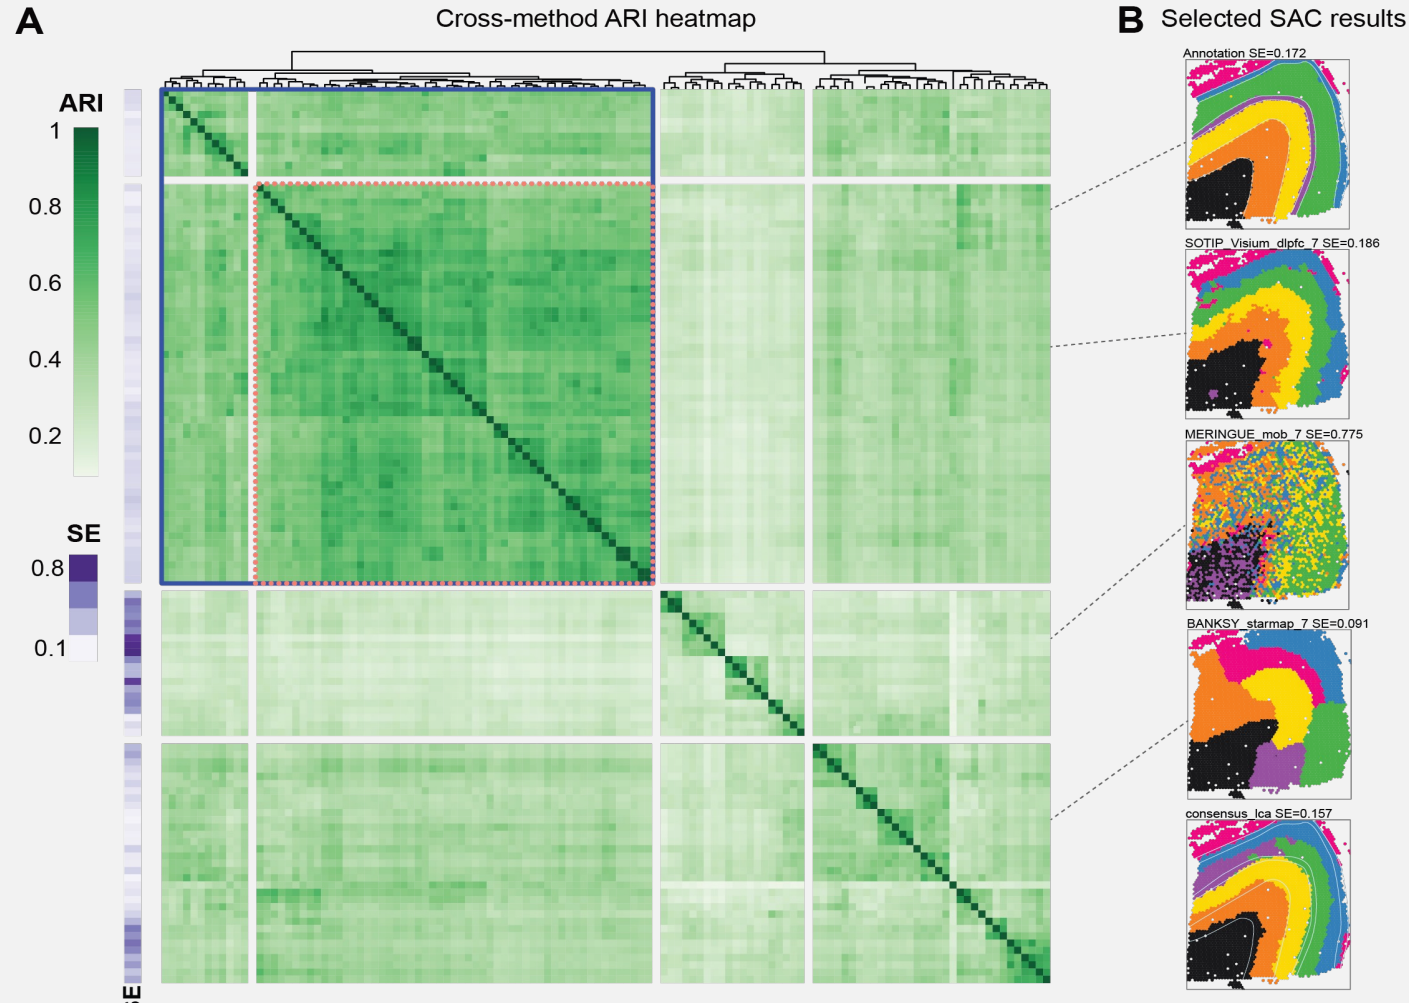 A
Cross-method ARI heatmap
B
Selected SAC results
ARI
1
0.8
0.6
0.4
0.2
SE
0.8
0.1
SE
Annotation SE=0.172
SOTIP_Visium_dlpfc_7 SE=0.186
MERINGUE_mob_7 SE=0.775
BANKSY_starmap_7 SE=0.091
consensus_lca SE=0.157